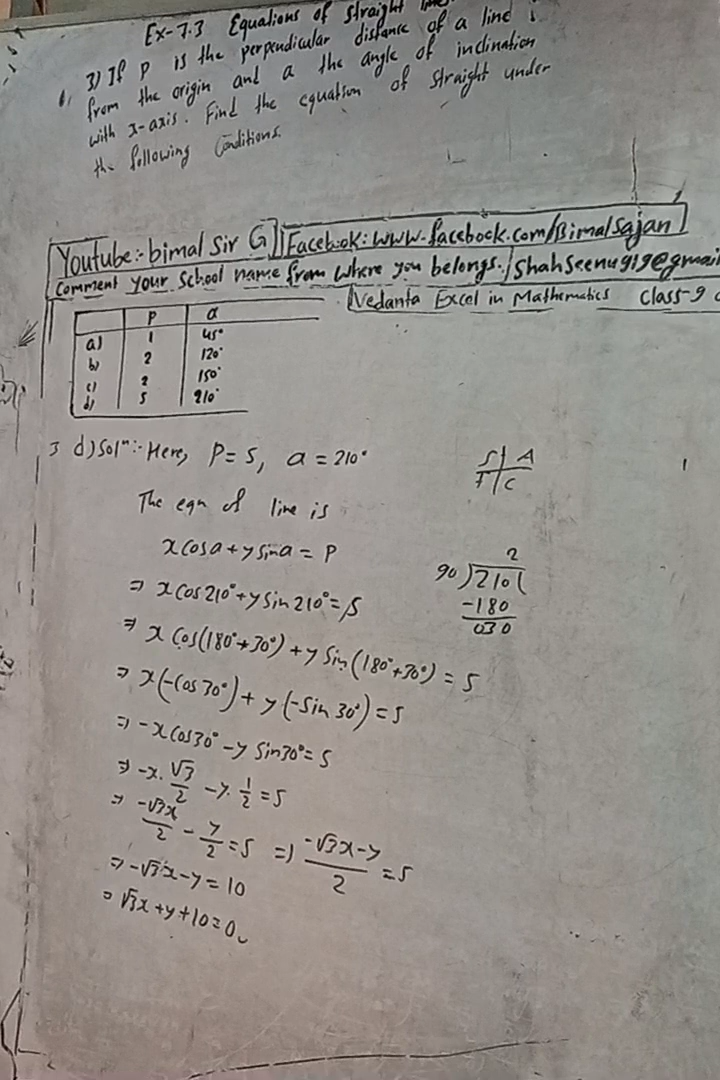 Ex-7.3 Equations of Straight line
3) If P is the perpendicular distance of a line
from the origin and a the angle of inclination
with x-axis. Find the equation of straight under
the following Conditions.
Youtube:- bimal Sir G Facebook: www.facebook.com/Bimalsajan
Comment your School name from where you belongs. / Shahseenu919@gmai
Vedanta Excel in Mathematics Class-9
P a
a) 1 45°
b) 2 120°
c) 2 150°
d) 5 210°
3 d) Solⁿ:- Here, P = 5, a = 210°
S A
T C
The eqn of line is
x Cos a + y sin a = P
90 ) 210 ( 2
-180
030
⇒ x Cos 210° + y Sin 210° = 5
⇒ x Cos(180°+30°) + y Sin (180°+30°) = 5
⇒ x(-Cos 30°) + y (-Sin 30°) = 5
⇒ -x Cos30° - y Sin30° = 5
⇒ -x. √3/2 - y. 1/2 = 5
⇒ -√3x/2 - y/2 = 5 ⇒ (-√3x-y)/2 = 5
⇒ -√3x - y = 10
⇒ √3x + y + 10 = 0